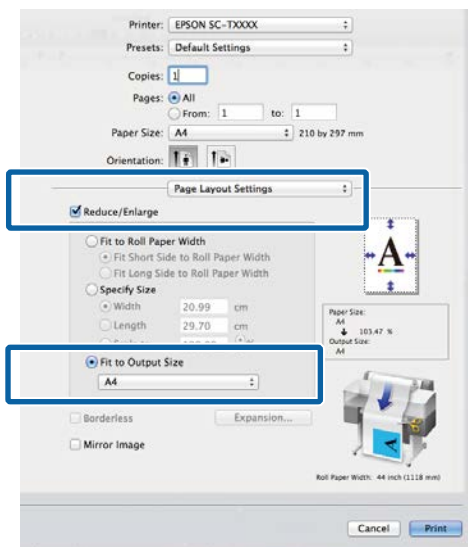 Printer: EPSON SC-TXXXX
Presets: Default Settings
Copies: 1
Pages: All
From: 1 to: 1
Paper Size: A4 210 by 297 mm
Orientation:
Page Layout Settings
Reduce/Enlarge
Fit to Roll Paper Width
Fit Short Side to Roll Paper Width
Fit Long Side to Roll Paper Width
Specify Size
Width 20.99 cm
Length 29.70 cm
Fit to Output Size
A4
Borderless Expansion...
Mirror Image
A
Paper Size:
A4
103.47 %
Output Size:
A4
A
Roll Paper Width: 44 inch (1118 mm)
Cancel Print